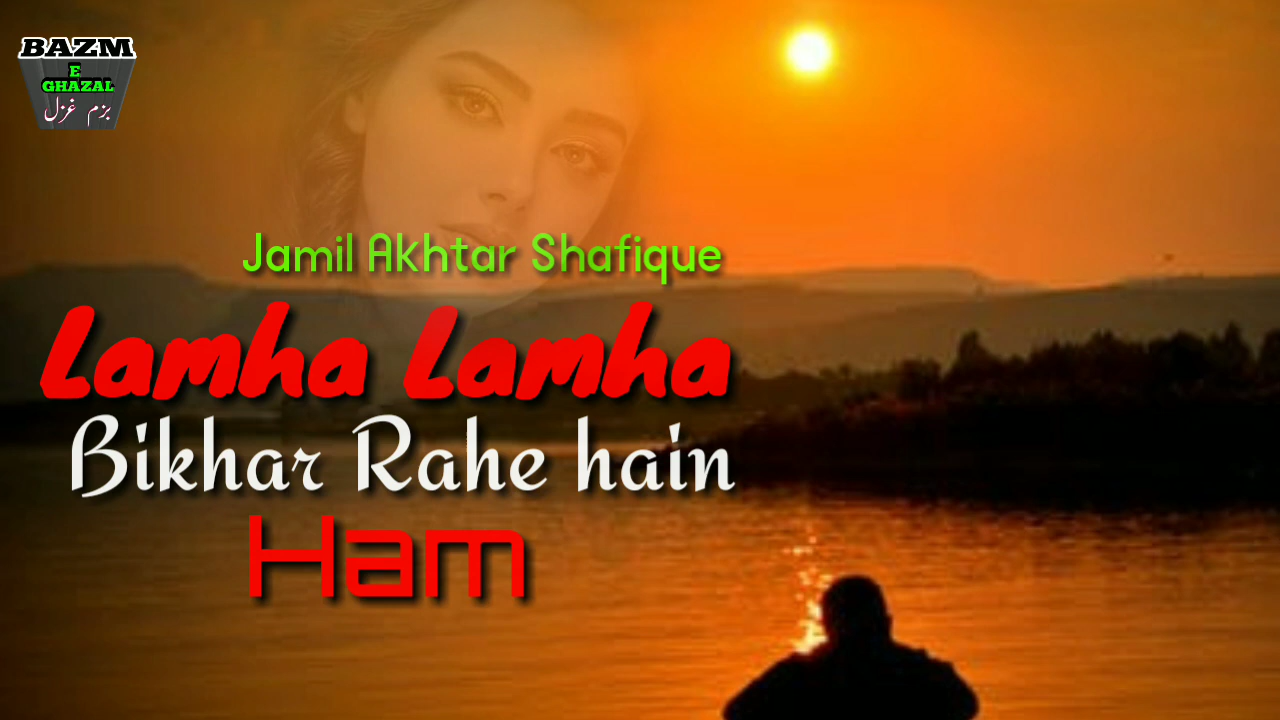 BAZM
E
GHAZAL
بزم غزل
Jamil Akhtar Shafique
Lamha Lamha
Bikhar Rahe hain
Ham